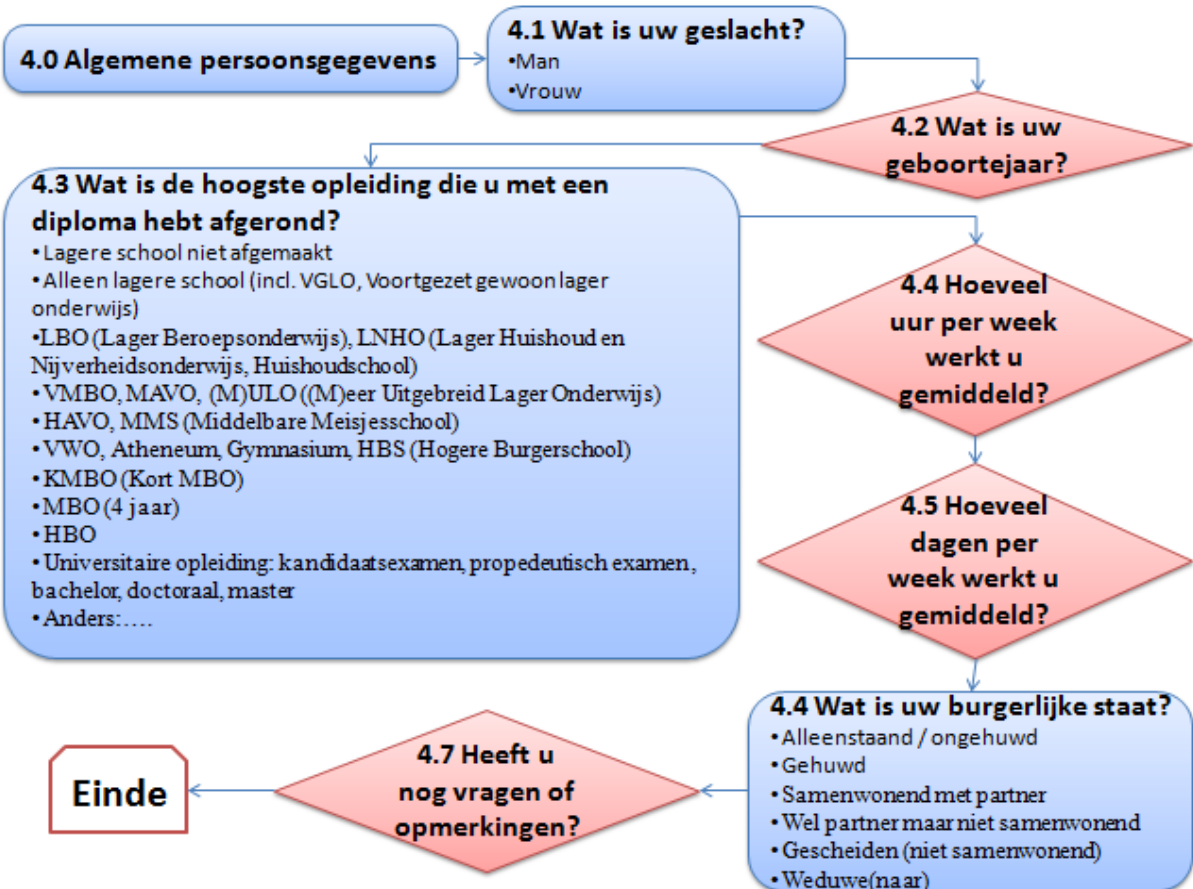 4.0 Algemene persoonsgegevens
4.1 Wat is uw geslacht?
•Man
•Vrouw
4.2 Wat is uw
geboortejaar?
4.3 Wat is de hoogste opleiding die u met een
diploma hebt afgerond?
•Lagere school niet afgemaakt
•Alleen lagere school (incl. VGLO, Voortgezet gewoon lager
onderwijs)
•LBO (Lager Beroepsonderwijs), LNHO (Lager Huishoud en
Nijverheidsonderwijs, Huishoudschool)
•VMBO, MAVO, (M)ULO ((M)eer Uitgebreid Lager Onderwijs)
•HAVO, MMS (Middelbare Meisjesschool)
•VWO, Atheneum, Gymnasium, HBS (Hogere Burgerschool)
•KMBO (Kort MBO)
•MBO (4 jaar)
•HBO
•Universitaire opleiding: kandidaatsexamen, propedeutisch examen,
bachelor, doctoraal, master
•Anders:….
4.4 Hoeveel
uur per week
werkt u
gemiddeld?
4.5 Hoeveel
dagen per
week werkt u
gemiddeld?
4.4 Wat is uw burgerlijke staat?
•Alleenstaand / ongehuwd
•Gehuwd
•Samenwonend met partner
•Wel partner maar niet samenwonend
•Gescheiden (niet samenwonend)
•Weduwe(naar)
4.7 Heeft u
nog vragen of
opmerkingen?
Einde